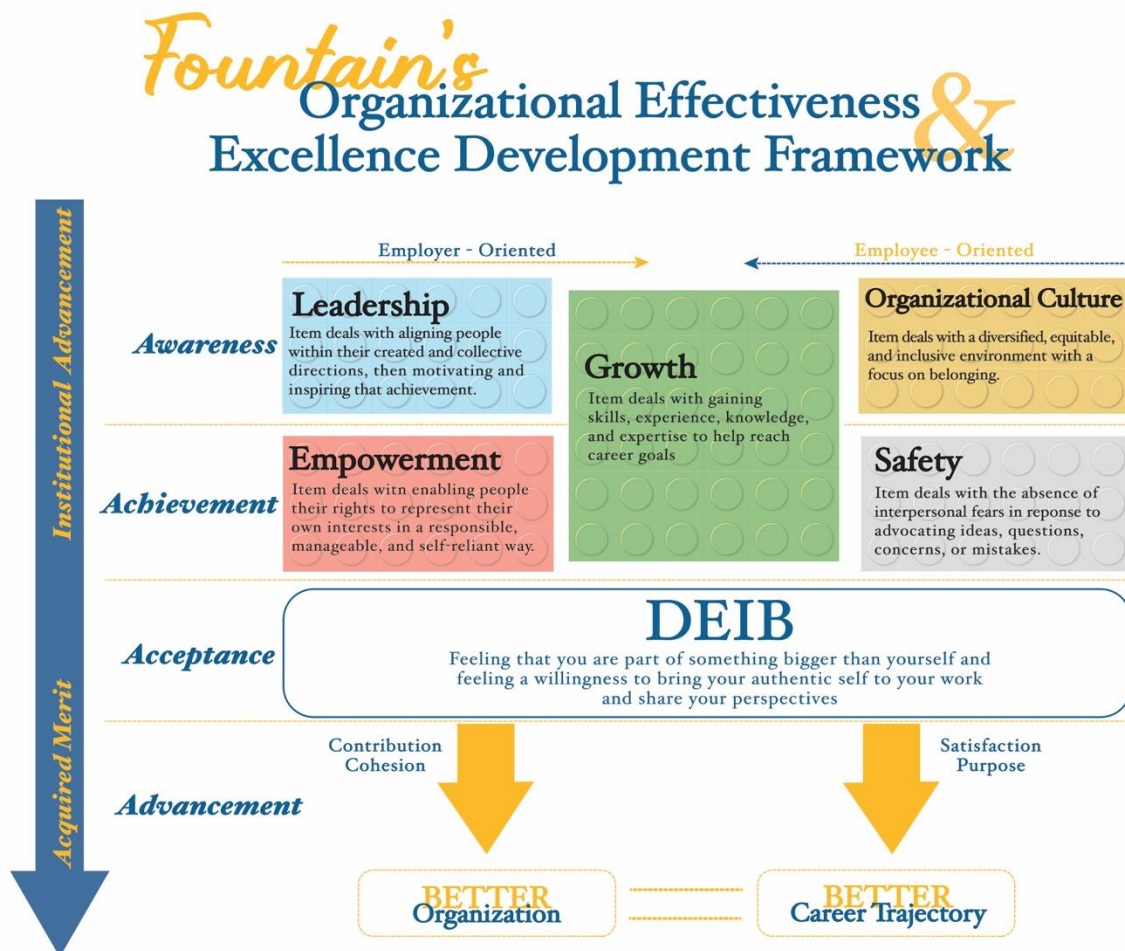 Fountain's
Organizational Effectiveness &
Excellence Development Framework
Institutional Advancement
Acquired Merit
Employer - Oriented
Employee - Oriented
Awareness
Leadership
Item deals with aligning people
within their created and collective
directions, then motivating and
inspiring that achievement.
Growth
Item deals with gaining
skills, experience, knowledge,
and expertise to help reach
career goals
Organizational Culture
Item deals with a diversified, equitable,
and inclusive environment with a
focus on belonging.
Achievement
Empowerment
Item deals witn enabling people
their rights to represent their
own interests in a responsible,
manageable, and self-reliant way.
Safety
Item deals with the absence of
interpersonal fears in reponse to
advocating ideas, questions,
concerns, or mistakes.
Acceptance
DEIB
Feeling that you are part of something bigger than yourself and
feeling a willingness to bring your authentic self to your work
and share your perspectives
Advancement
Contribution
Cohesion
Satisfaction
Purpose
BETTER
Organization
BETTER
Career Trajectory